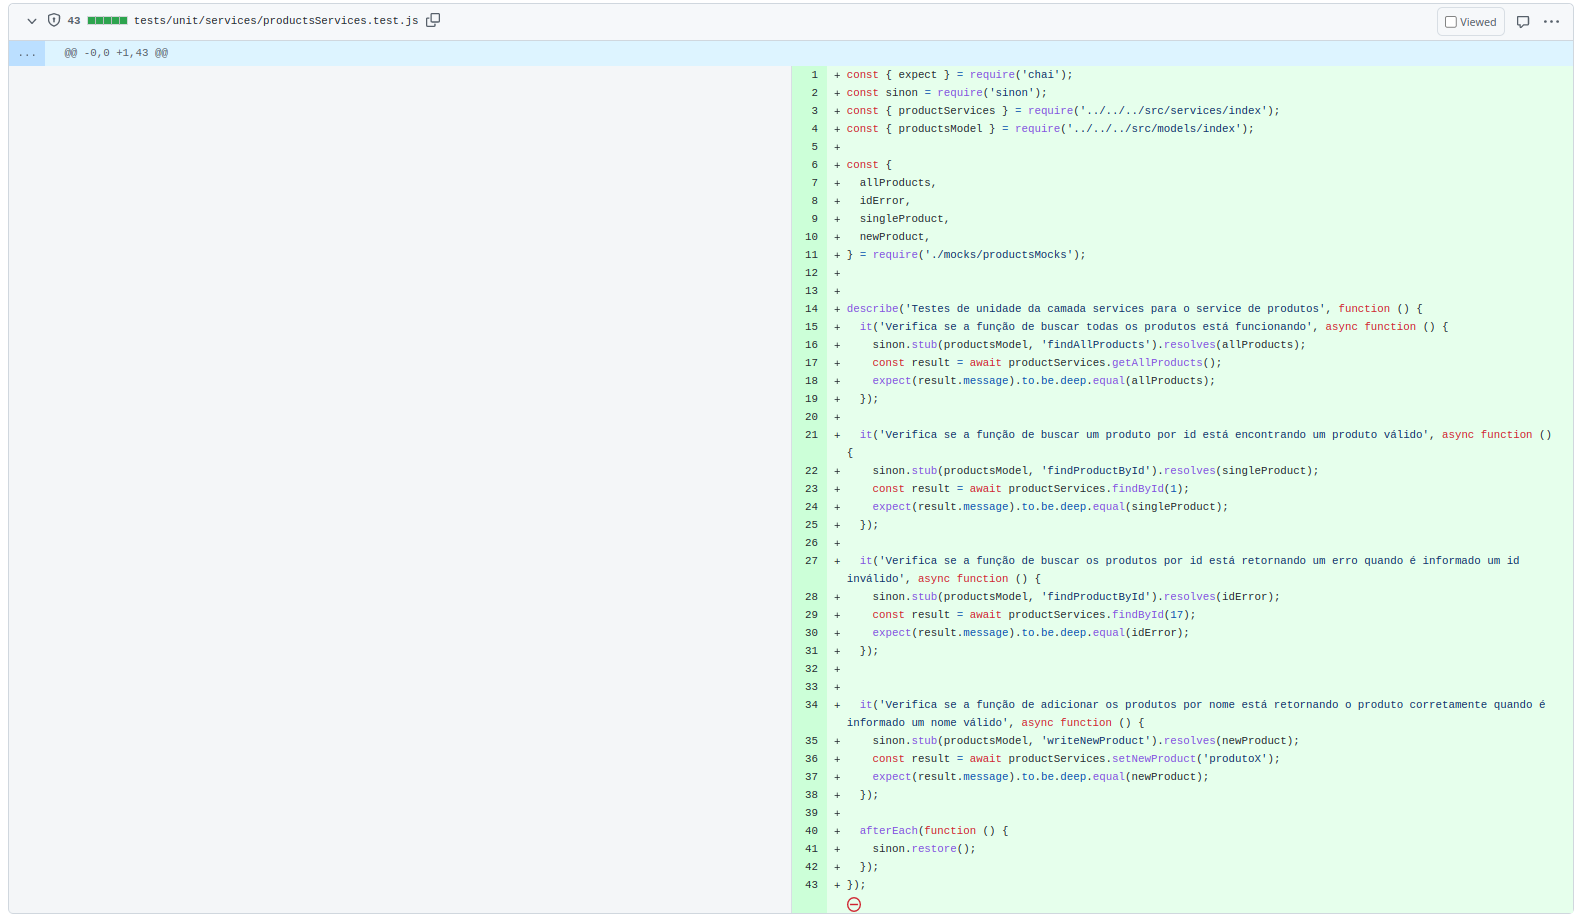 43 tests/unit/services/productsServices.test.js Viewed ...
... @@ -0,0 +1,43 @@
1 + const { expect } = require('chai');
2 + const sinon = require('sinon');
3 + const { productServices } = require('../../../src/services/index');
4 + const { productsModel } = require('../../../src/models/index');
5 +
6 + const {
7 +   allProducts,
8 +   idError,
9 +   singleProduct,
10 +   newProduct,
11 + } = require('./mocks/productsMocks');
12 +
13 +
14 + describe('Testes de unidade da camada services para o service de produtos', function () {
15 +   it('Verifica se a função de buscar todas os produtos está funcionando', async function () {
16 +     sinon.stub(productsModel, 'findAllProducts').resolves(allProducts);
17 +     const result = await productServices.getAllProducts();
18 +     expect(result.message).to.be.deep.equal(allProducts);
19 +   });
20 +
21 +   it('Verifica se a função de buscar um produto por id está encontrando um produto válido', async function ()
{
22 +     sinon.stub(productsModel, 'findProductById').resolves(singleProduct);
23 +     const result = await productServices.findById(1);
24 +     expect(result.message).to.be.deep.equal(singleProduct);
25 +   });
26 +
27 +   it('Verifica se a função de buscar os produtos por id está retornando um erro quando é informado um id
inválido', async function () {
28 +     sinon.stub(productsModel, 'findProductById').resolves(idError);
29 +     const result = await productServices.findById(17);
30 +     expect(result.message).to.be.deep.equal(idError);
31 +   });
32 +
33 +
34 +   it('Verifica se a função de adicionar os produtos por nome está retornando o produto corretamente quando é
informado um nome válido', async function () {
35 +     sinon.stub(productsModel, 'writeNewProduct').resolves(newProduct);
36 +     const result = await productServices.setNewProduct('produtoX');
37 +     expect(result.message).to.be.deep.equal(newProduct);
38 +   });
39 +
40 +   afterEach(function () {
41 +     sinon.restore();
42 +   });
43 + });